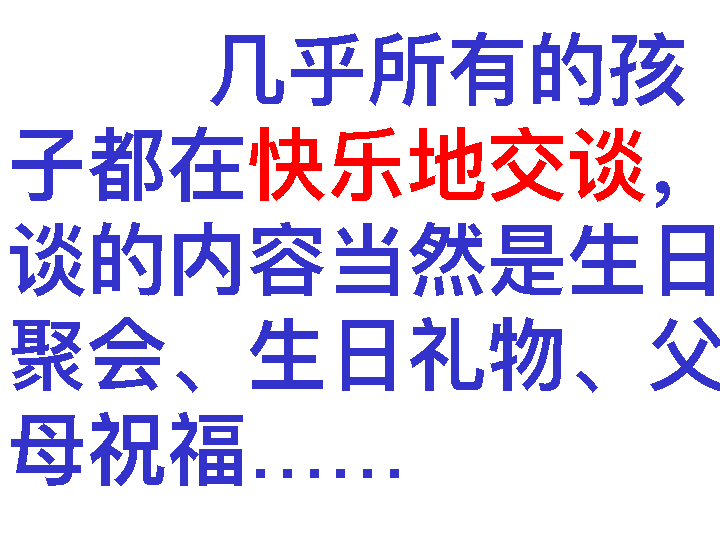 几乎所有的孩
子都在快乐地交谈，
谈的内容当然是生日
聚会、生日礼物、父
母祝福……